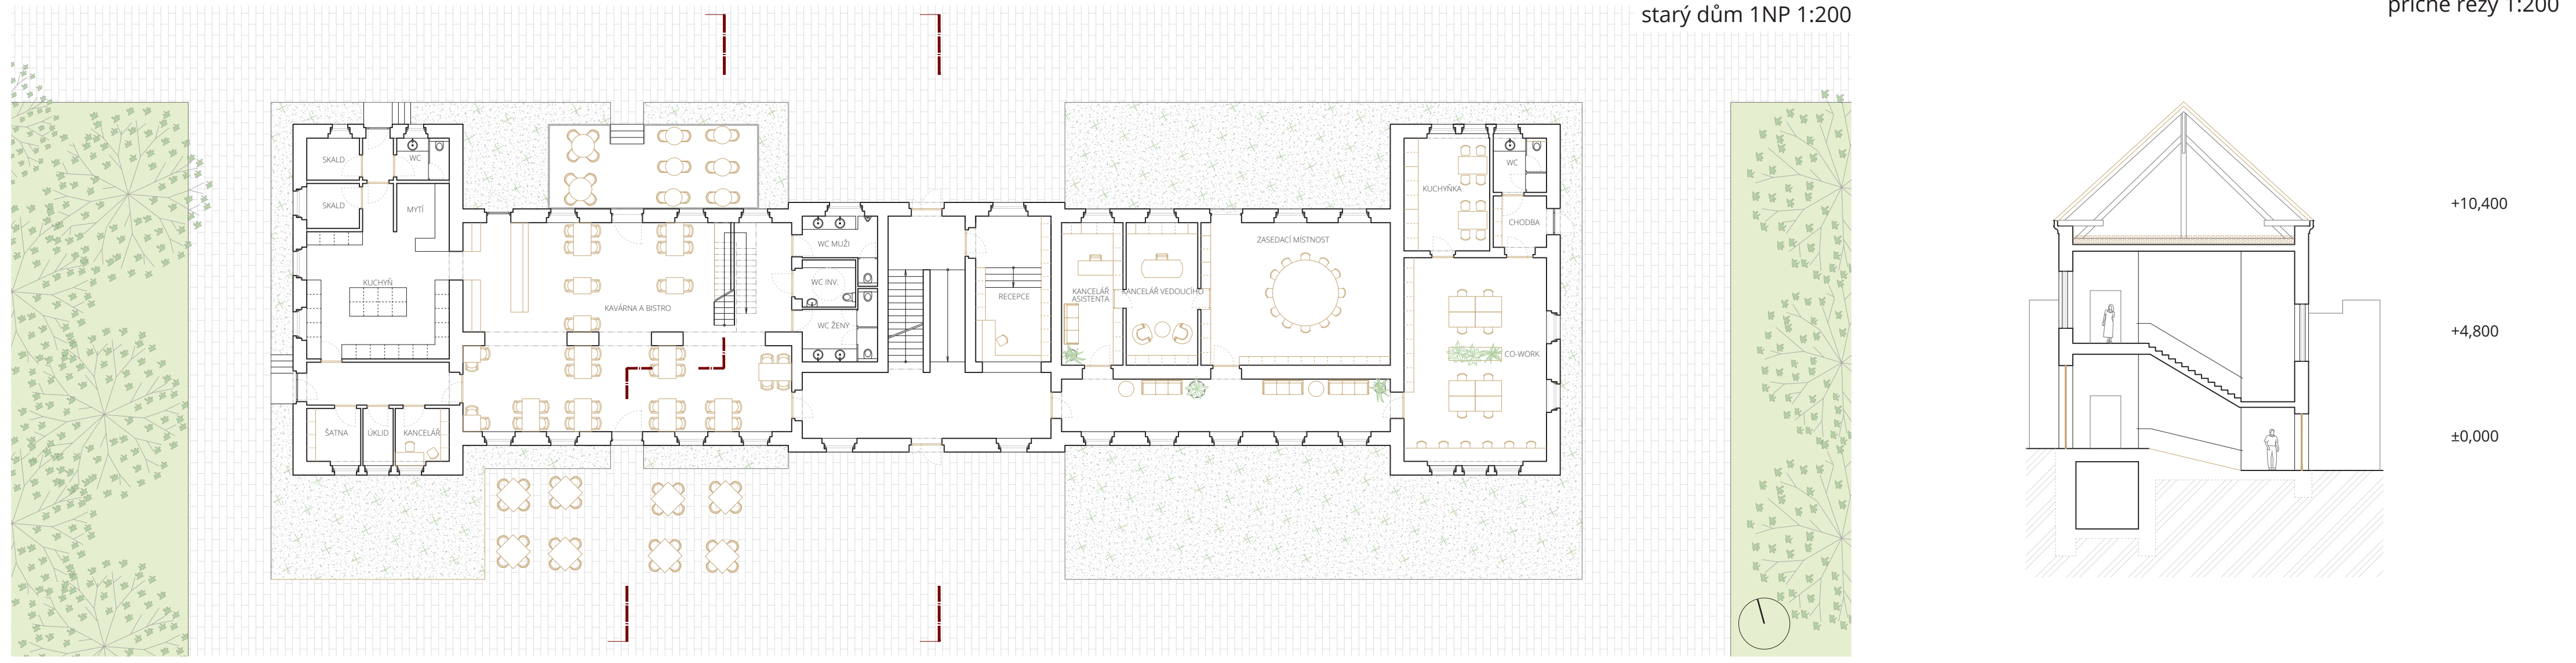 starý dům 1NP 1:200
příčné řezy 1:200
SKALD
WC
SKALD
MYTÍ
KUCHYŇ
KAVÁRNA A BISTRO
WC MUŽI
WC INV.
WC ŽENY
RECEPCE
KANCELÁŘ
ASISTENTA
KANCELÁŘ VEDOUCÍHO
ZASEDACÍ MÍSTNOST
KUCHYŇKA
WC
CHODBA
CO-WORK
ŠATNA
ÚKLID
KANCELÁŘ
+10,400
+4,800
±0,000